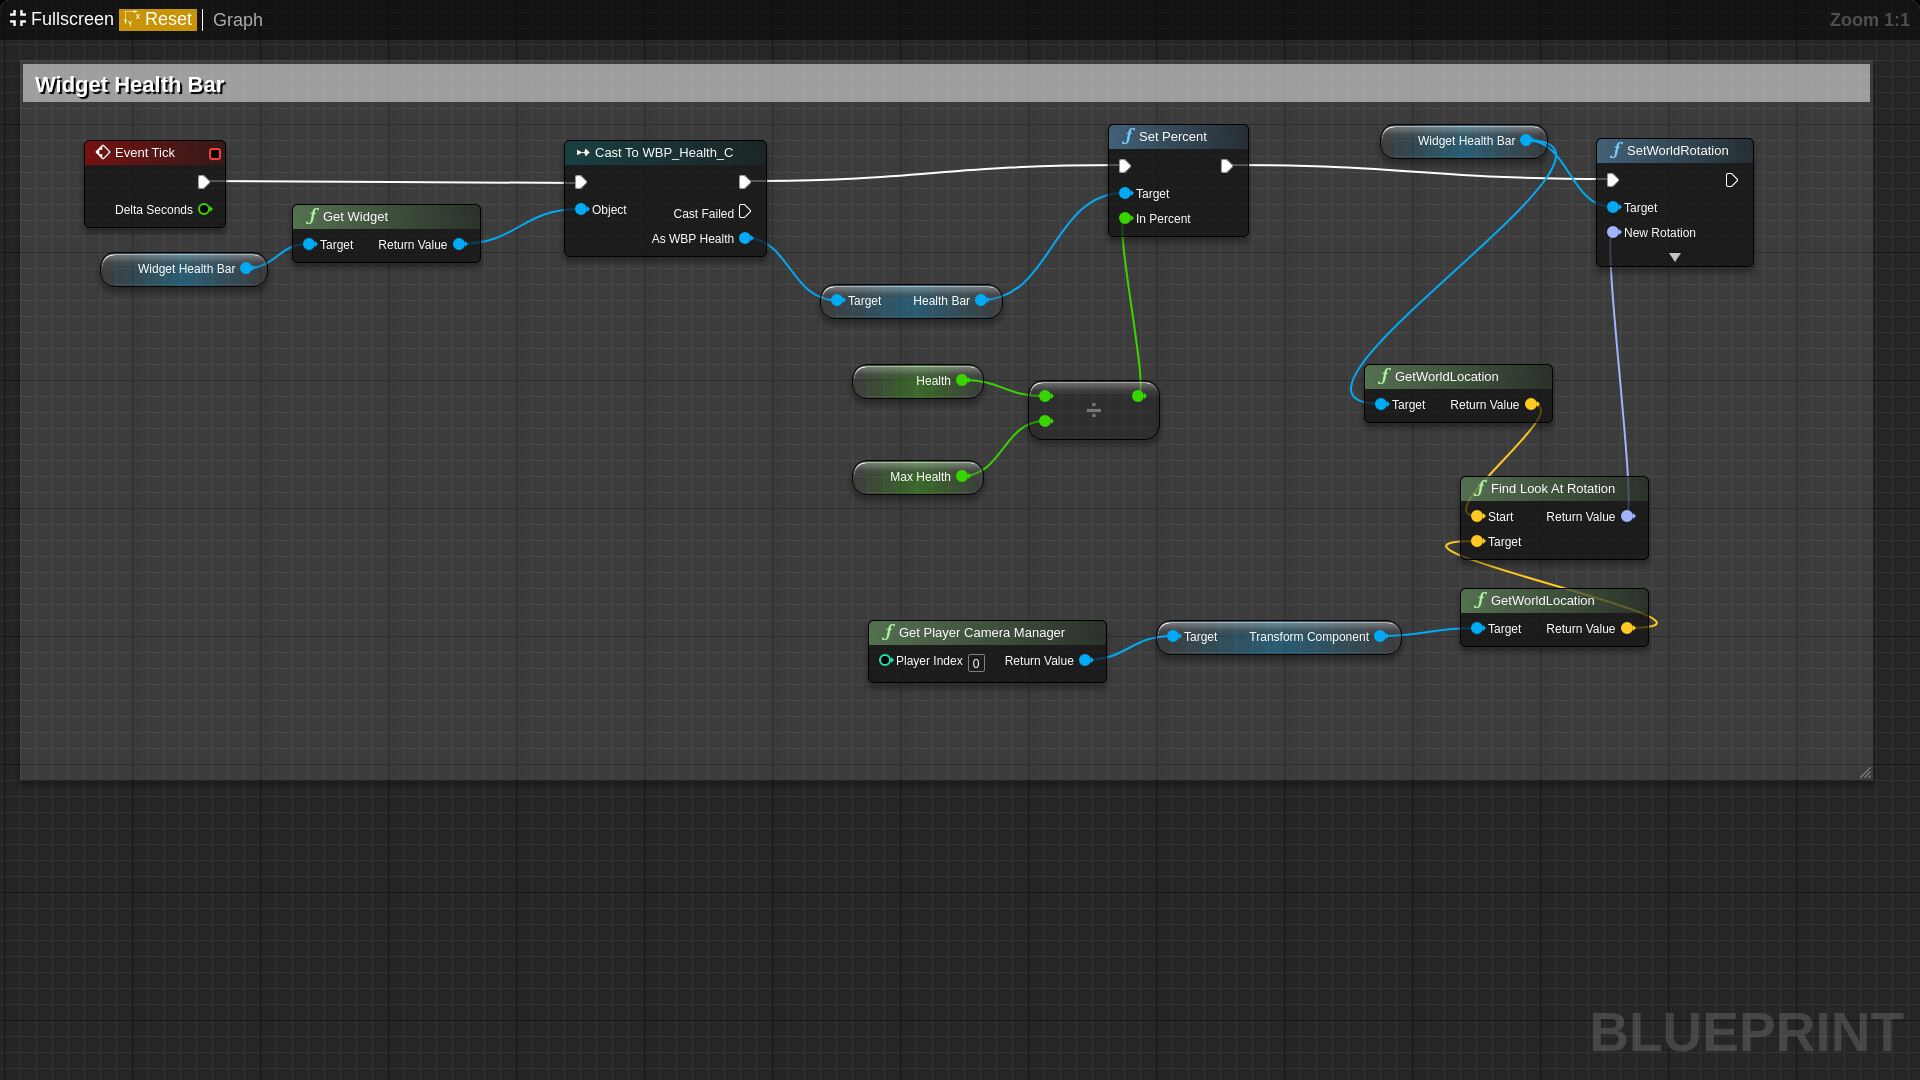 Fullscreen Reset Graph Zoom 1:1
Widget Health Bar
Event Tick
Delta Seconds
Widget Health Bar
Get Widget
Target Return Value
Cast To WBP_Health_C
Object
Cast Failed
As WBP Health
Target Health Bar
Health
Max Health
÷
Set Percent
Target
In Percent
Widget Health Bar
SetWorldRotation
Target
New Rotation
GetWorldLocation
Target Return Value
Find Look At Rotation
Start Return Value
Target
Get Player Camera Manager
Player Index 0 Return Value
Target Transform Component
GetWorldLocation
Target Return Value
BLUEPRINT